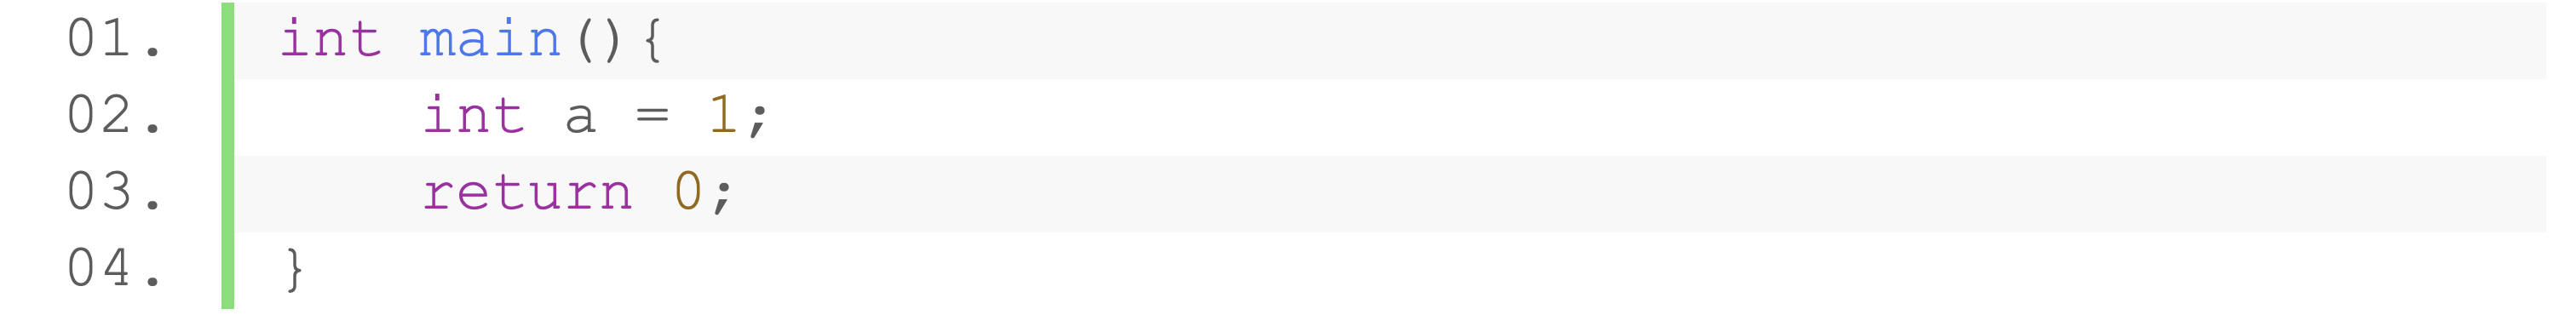 01. int main(){
02.     int a = 1;
03.     return 0;
04. }